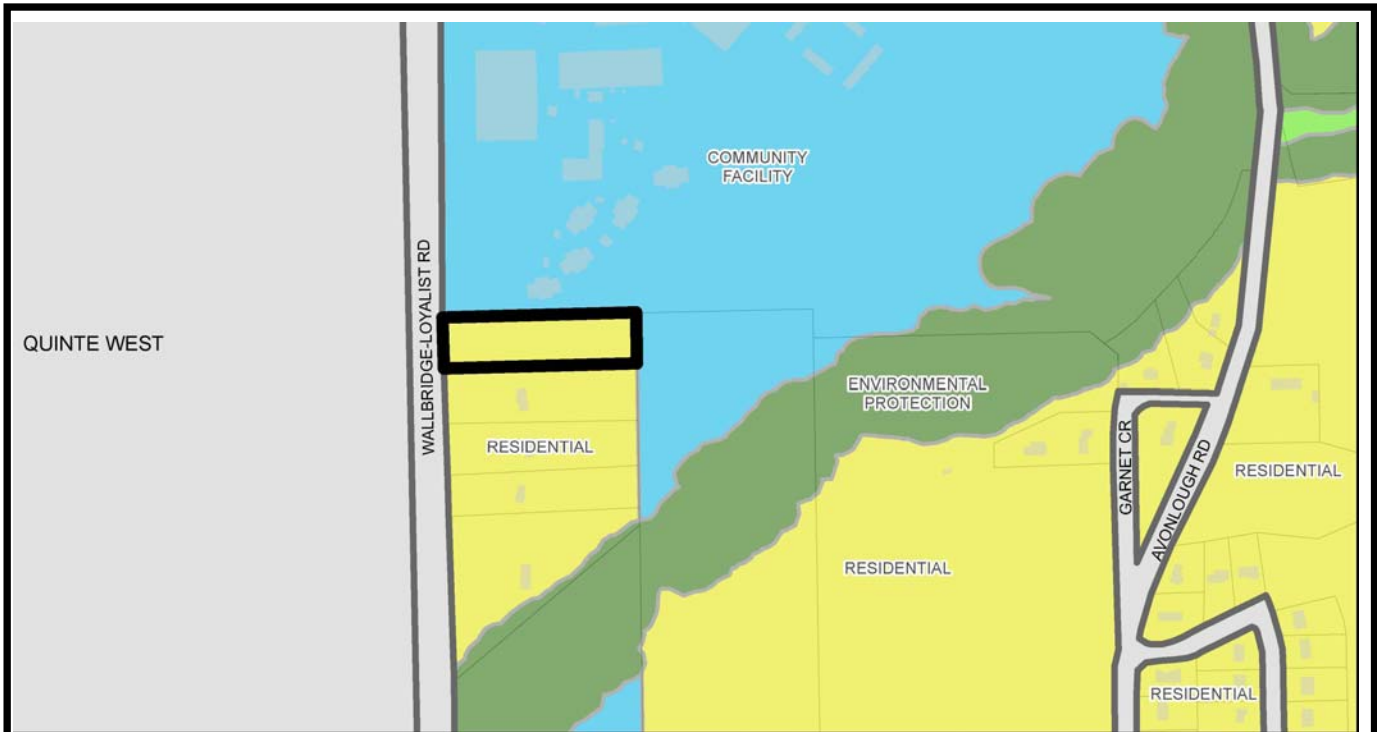 COMMUNITY
FACILITY
WALLBRIDGE-LOYALIST RD
QUINTE WEST
ENVIRONMENTAL
PROTECTION
RESIDENTIAL
GARNET CR
AVONLOUGH RD
RESIDENTIAL
RESIDENTIAL
RESIDENTIAL